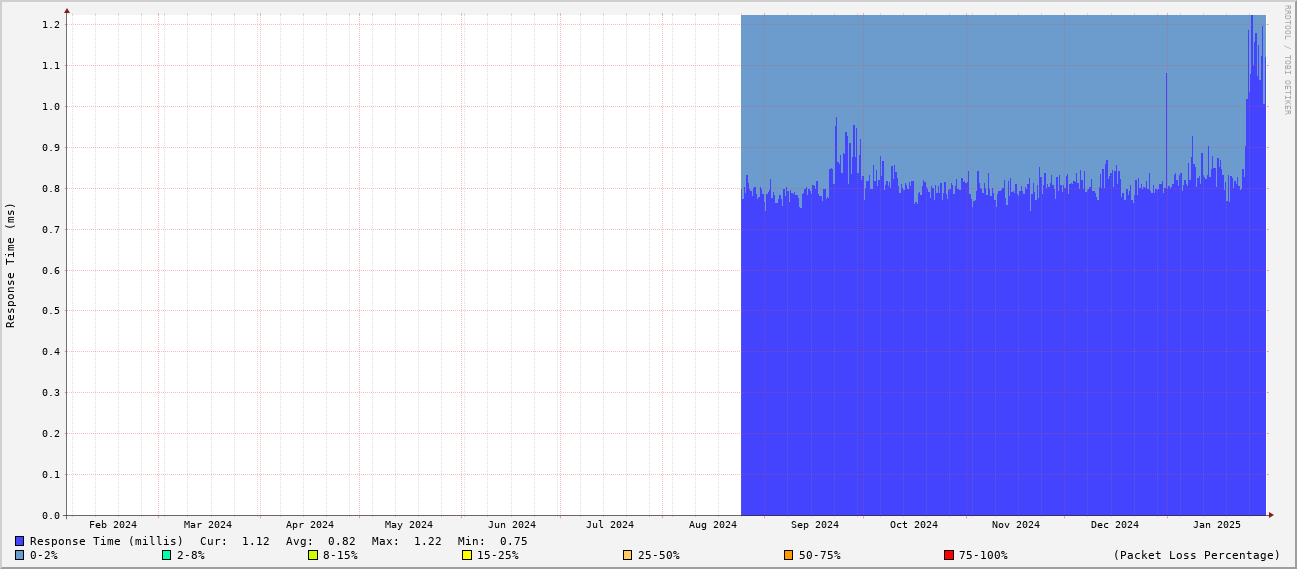 RRDTOOL / TOBI OETIKER
Response Time (ms)
1.2
1.1
1.0
0.9
0.8
0.7
0.6
0.5
0.4
0.3
0.2
0.1
0.0
Feb 2024 Mar 2024 Apr 2024 May 2024 Jun 2024 Jul 2024 Aug 2024 Sep 2024 Oct 2024 Nov 2024 Dec 2024 Jan 2025
Response Time (millis) Cur: 1.12 Avg: 0.82 Max: 1.22 Min: 0.75
0-2% 2-8% 8-15% 15-25% 25-50% 50-75% 75-100% (Packet Loss Percentage)